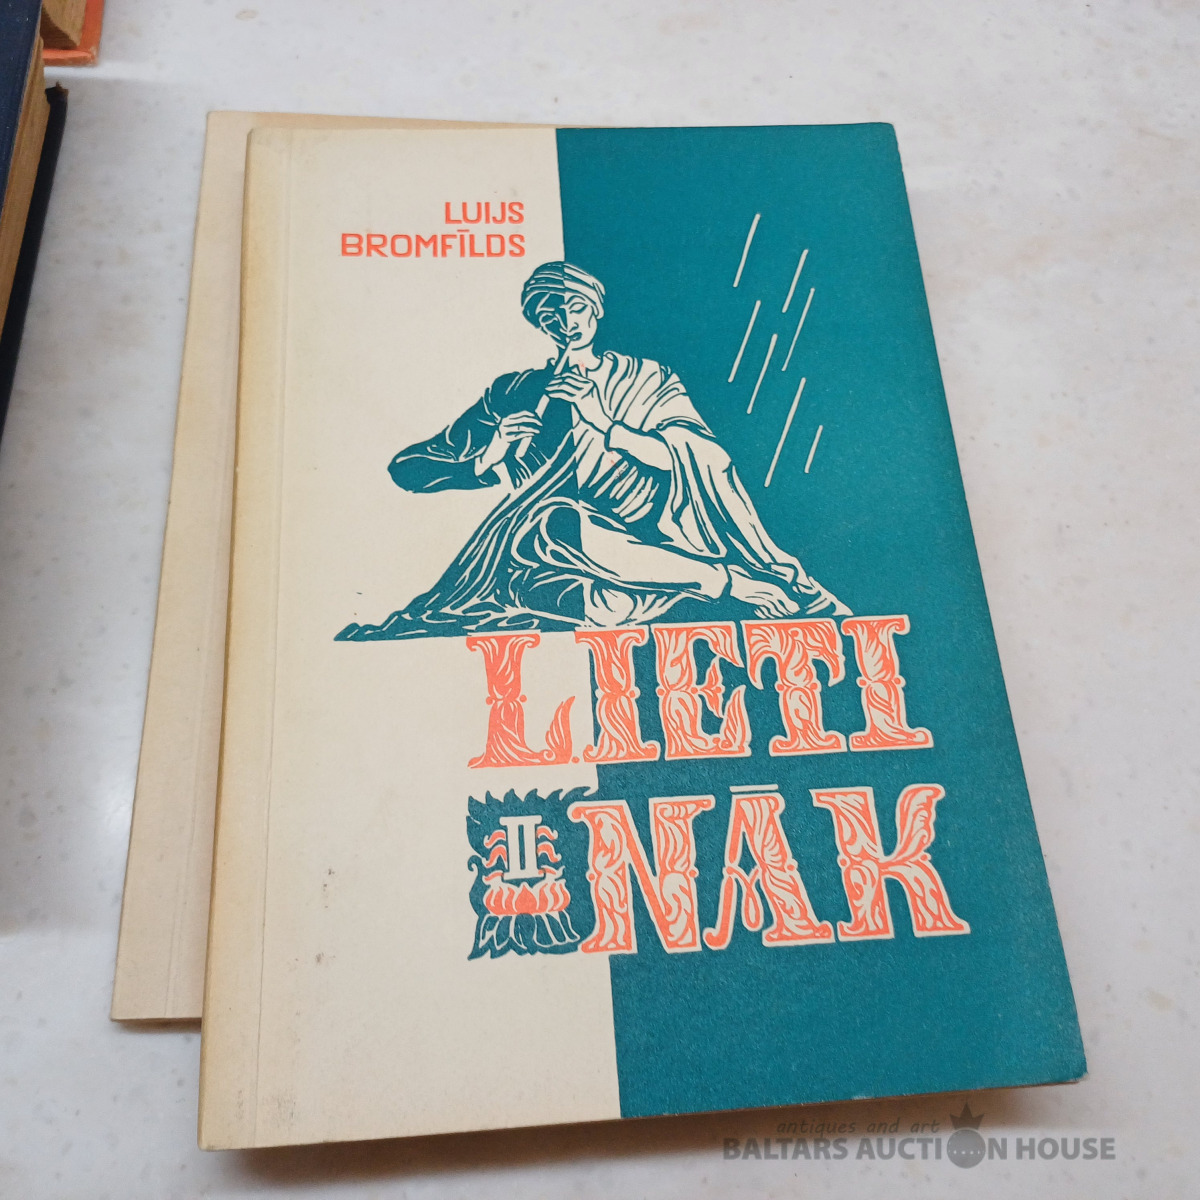 LUIJS
BROMFĪLDS
LIETI
II NĀK
antiques and art
BALTARS AUCTION HOUSE